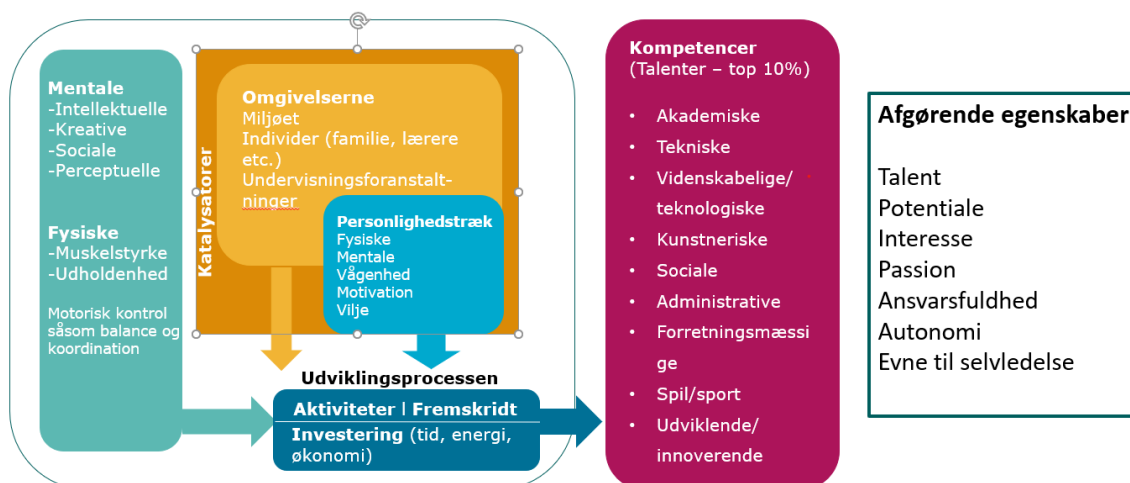 Mentale
-Intellektuelle
-Kreative
-Sociale
-Perceptuelle
Fysiske
-Muskelstyrke
-Udholdenhed
Motorisk kontrol
såsom balance og
koordination
Katalysatorer
Omgivelserne
Miljøet
Individer (familie, lærere
etc.)
Undervisningsforanstalt-
ninger
Personlighedstræk
Fysiske
Mentale
Vågenhed
Motivation
Vilje
Udviklingsprocessen
Aktiviteter | Fremskridt
Investering (tid, energi,
økonomi)
Kompetencer
(Talenter – top 10%)
• Akademiske
• Tekniske
• Videnskabelige/
teknologiske
• Kunstneriske
• Sociale
• Administrative
• Forretningsmæssi
ge
• Spil/sport
• Udviklende/
innoverende
Afgørende egenskaber
Talent
Potentiale
Interesse
Passion
Ansvarsfuldhed
Autonomi
Evne til selvledelse